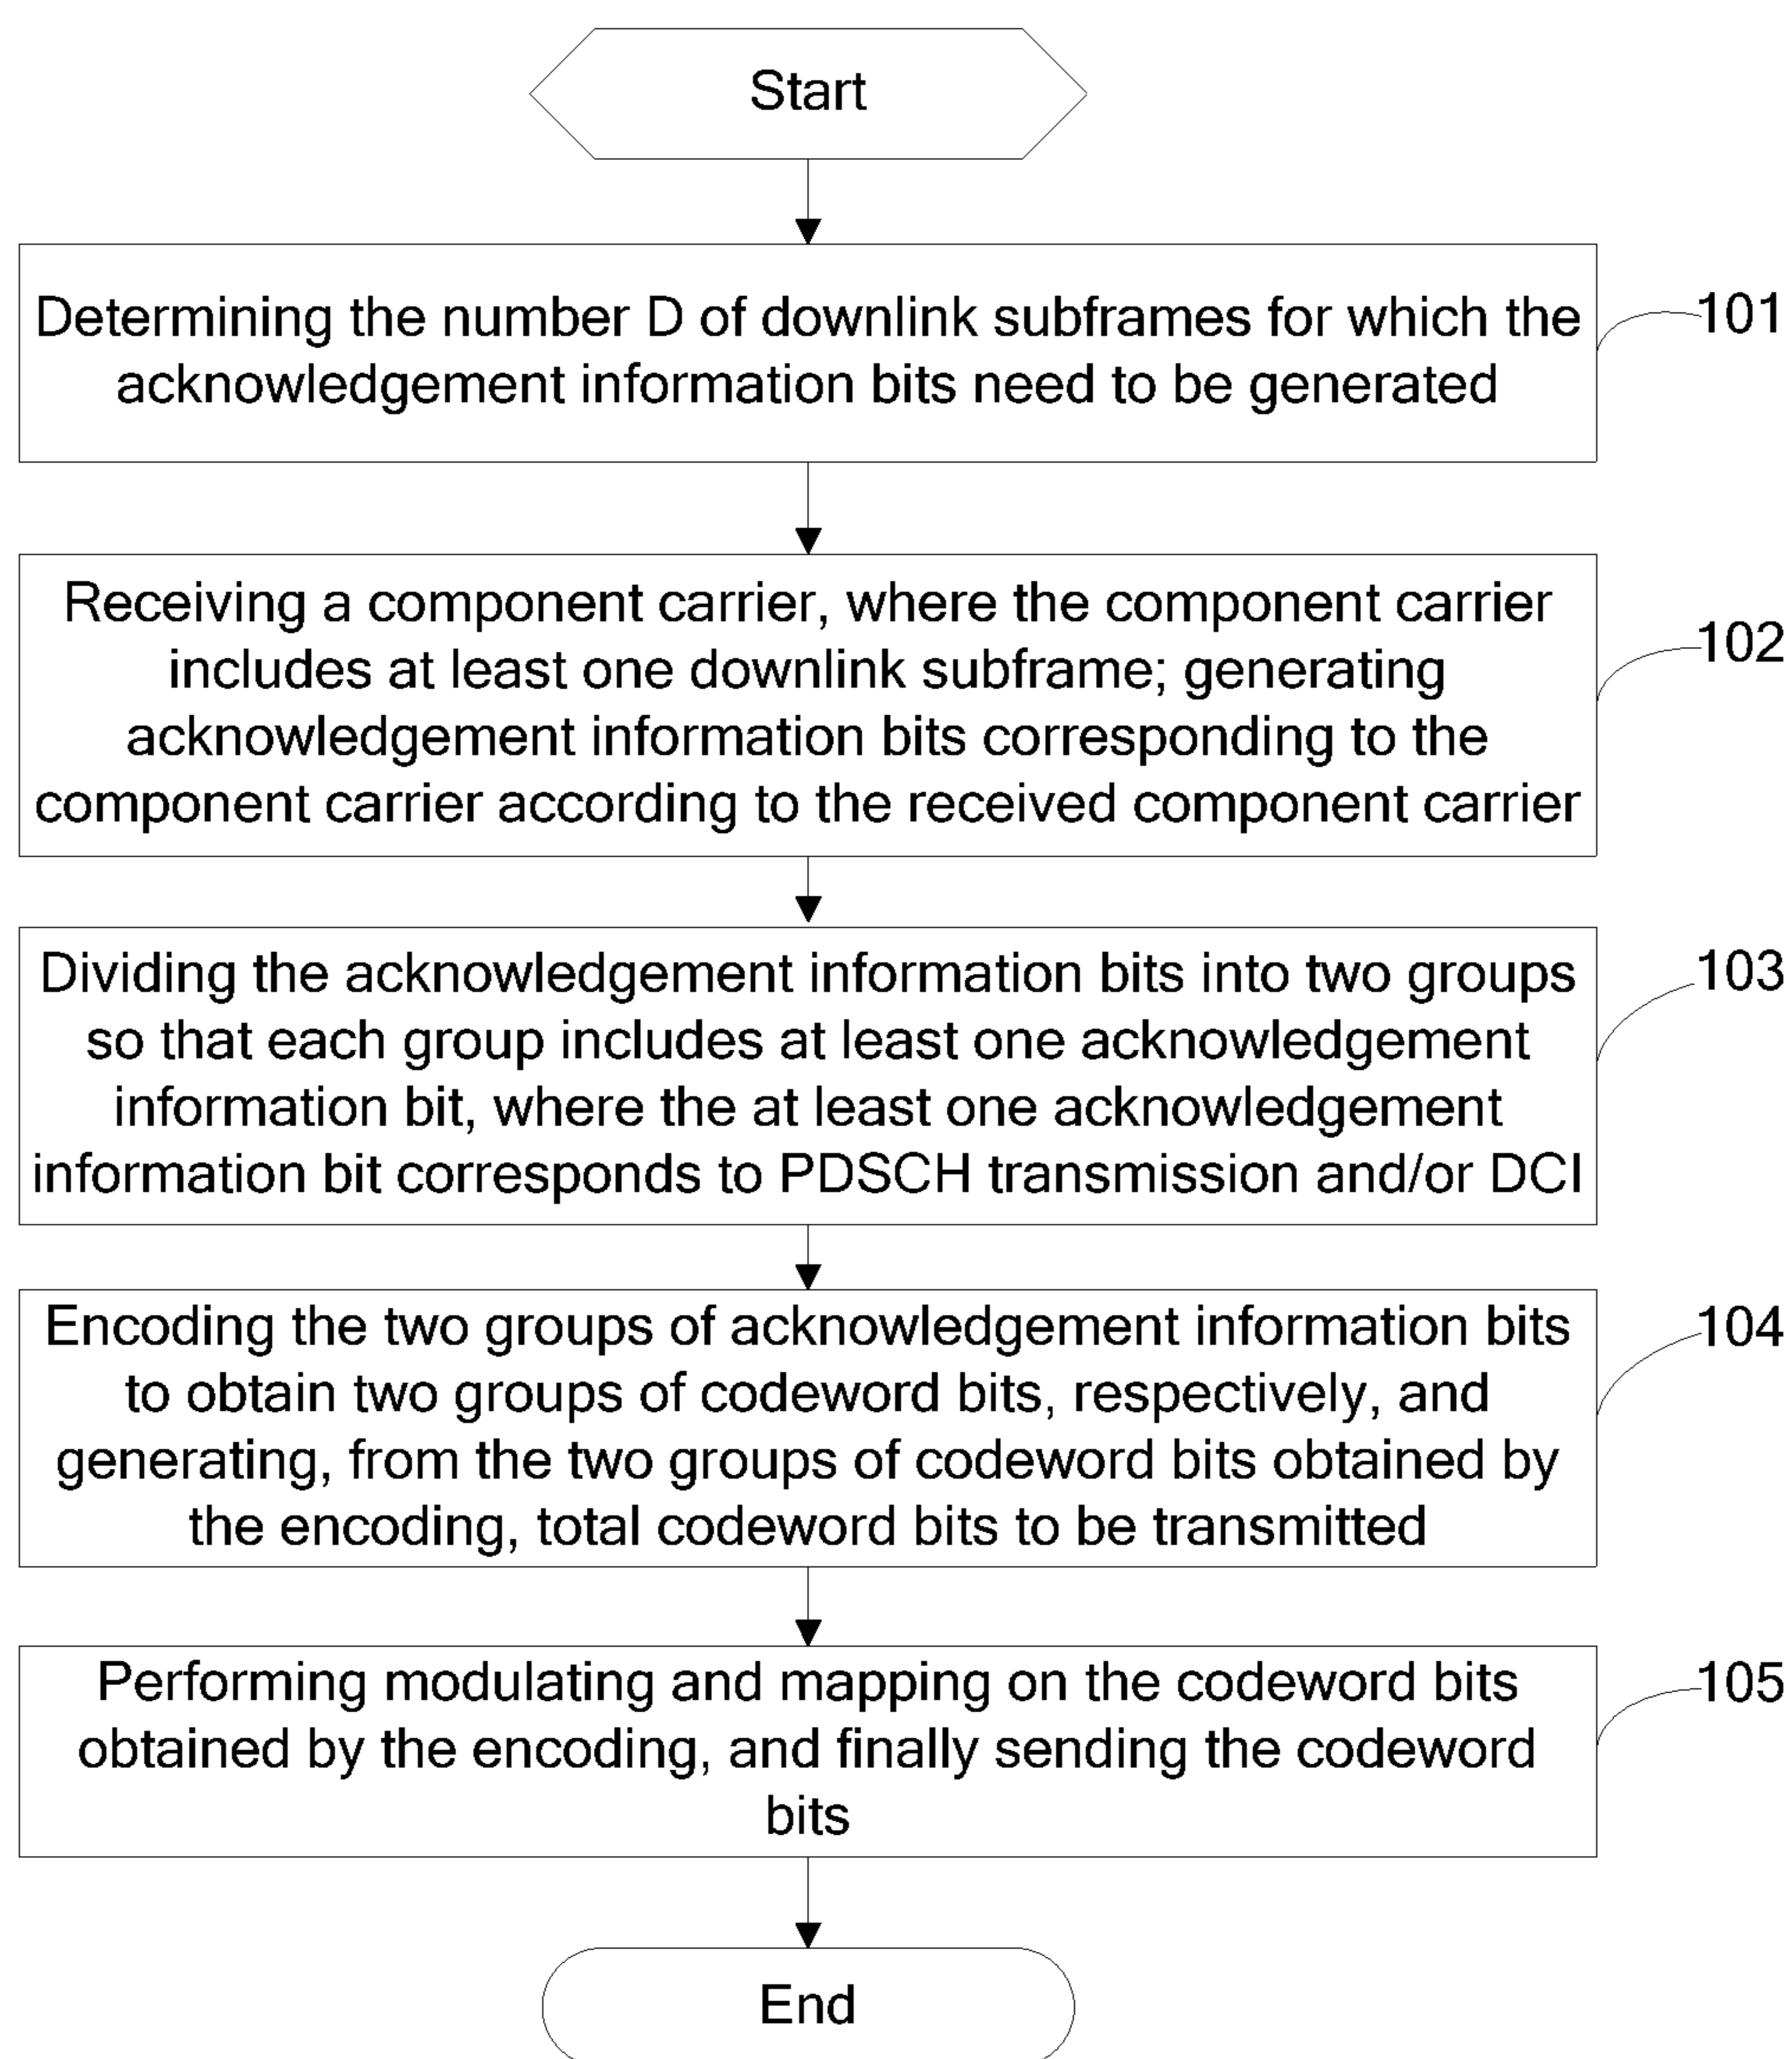 Start
Determining the number D of downlink subframes for which the
acknowledgement information bits need to be generated
101
Receiving a component carrier, where the component carrier
includes at least one downlink subframe; generating
acknowledgement information bits corresponding to the
component carrier according to the received component carrier
102
Dividing the acknowledgement information bits into two groups
so that each group includes at least one acknowledgement
information bit, where the at least one acknowledgement
information bit corresponds to PDSCH transmission and/or DCI
103
Encoding the two groups of acknowledgement information bits
to obtain two groups of codeword bits, respectively, and
generating, from the two groups of codeword bits obtained by
the encoding, total codeword bits to be transmitted
104
Performing modulating and mapping on the codeword bits
obtained by the encoding, and finally sending the codeword
bits
105
End